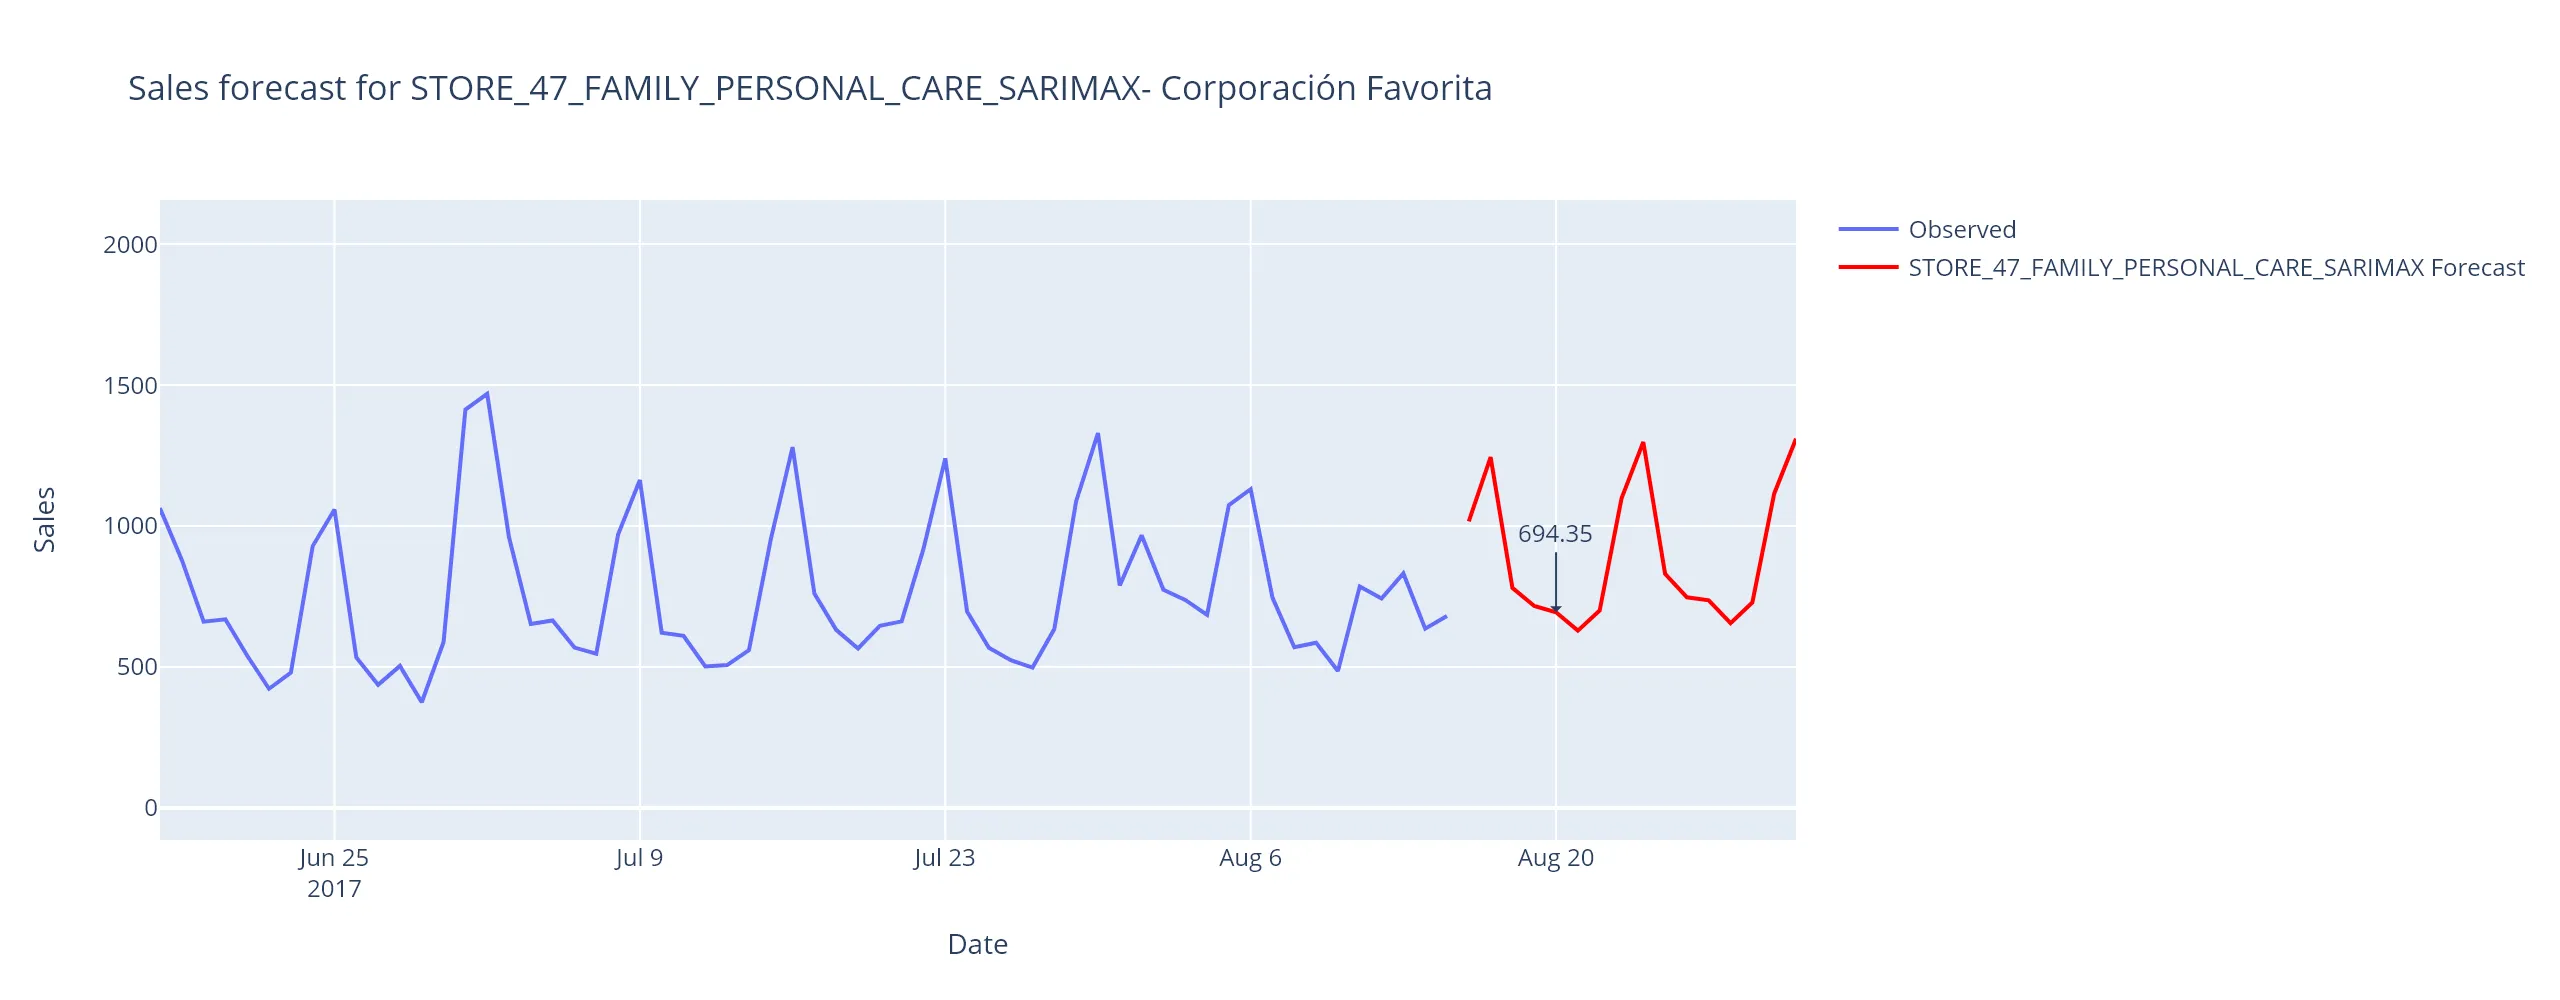 Sales forecast for STORE_47_FAMILY_PERSONAL_CARE_SARIMAX- Corporación Favorita
Observed
STORE_47_FAMILY_PERSONAL_CARE_SARIMAX Forecast
2000
1500
1000
500
0
Sales
694.35
Jun 25
2017
Jul 9
Jul 23
Aug 6
Aug 20
Date